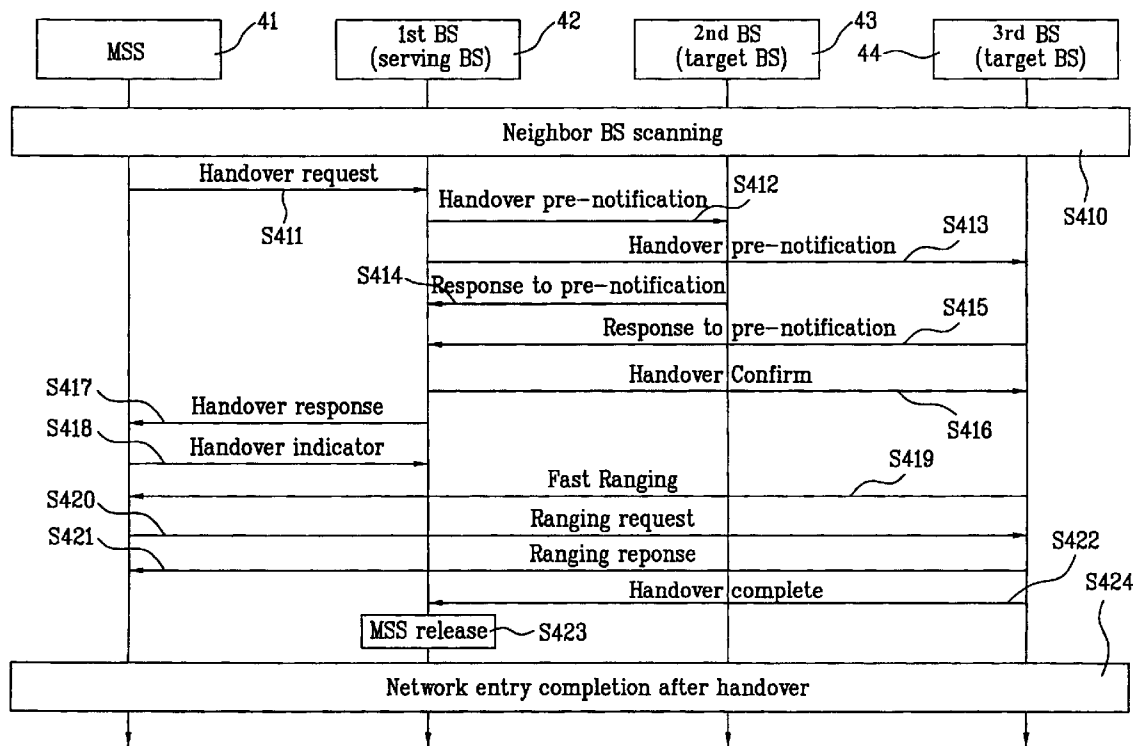 41
42
43
44
MSS
1st BS
(serving BS)
2nd BS
(target BS)
3rd BS
(target BS)
Neighbor BS scanning
S410
Handover request
S411
Handover pre-notification
S412
Handover pre-notification
S413
S414
Response to pre-notification
S415
Response to pre-notification
Handover Confirm
S416
S417
Handover response
S418
Handover indicator
S419
Fast Ranging
S420
Ranging request
S421
Ranging reponse
S422
Handover complete
S424
MSS release
S423
Network entry completion after handover